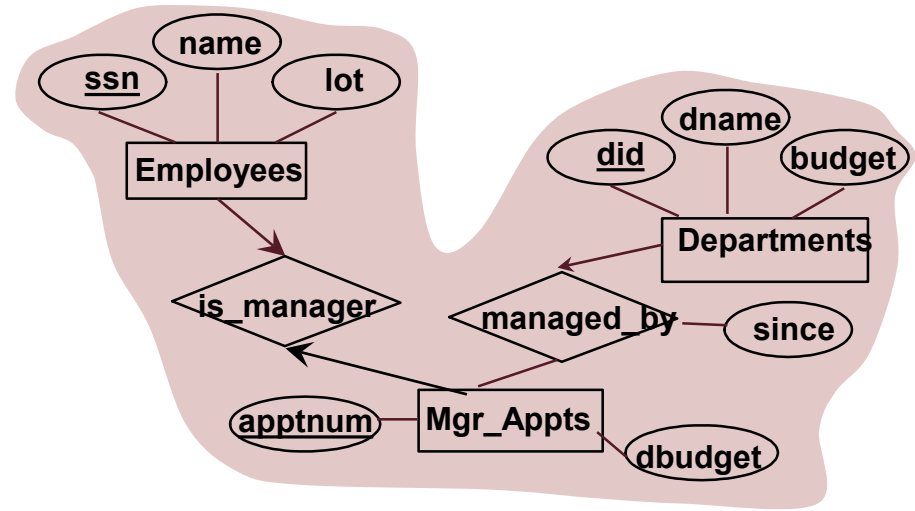 name
ssn
lot
Employees
dname
did
budget
Departments
is_manager
managed_by
since
apptnum
Mgr_Appts
dbudget